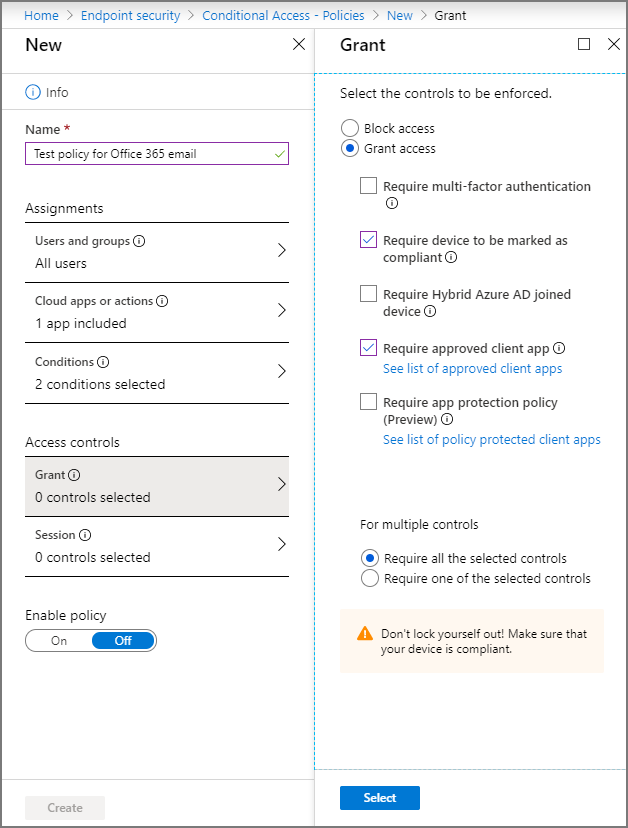 Home > Endpoint security > Conditional Access - Policies > New > Grant
New
Info
Name *
Test policy for Office 365 email
Assignments
Users and groups
All users
Cloud apps or actions
1 app included
Conditions
2 conditions selected
Access controls
Grant
0 controls selected
Session
0 controls selected
Enable policy
On Off
Create
Grant
Select the controls to be enforced.
Block access
Grant access
Require multi-factor authentication
Require device to be marked as
compliant
Require Hybrid Azure AD joined
device
Require approved client app
See list of approved client apps
Require app protection policy
(Preview)
See list of policy protected client apps
For multiple controls
Require all the selected controls
Require one of the selected controls
Don't lock yourself out! Make sure that
your device is compliant.
Select